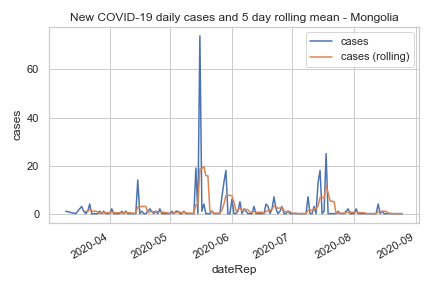 New COVID-19 daily cases and 5 day rolling mean - Mongolia
cases
cases (rolling)
60
40
20
0
cases
2020-04
2020-05
2020-06
2020-07
2020-08
2020-09
dateRep